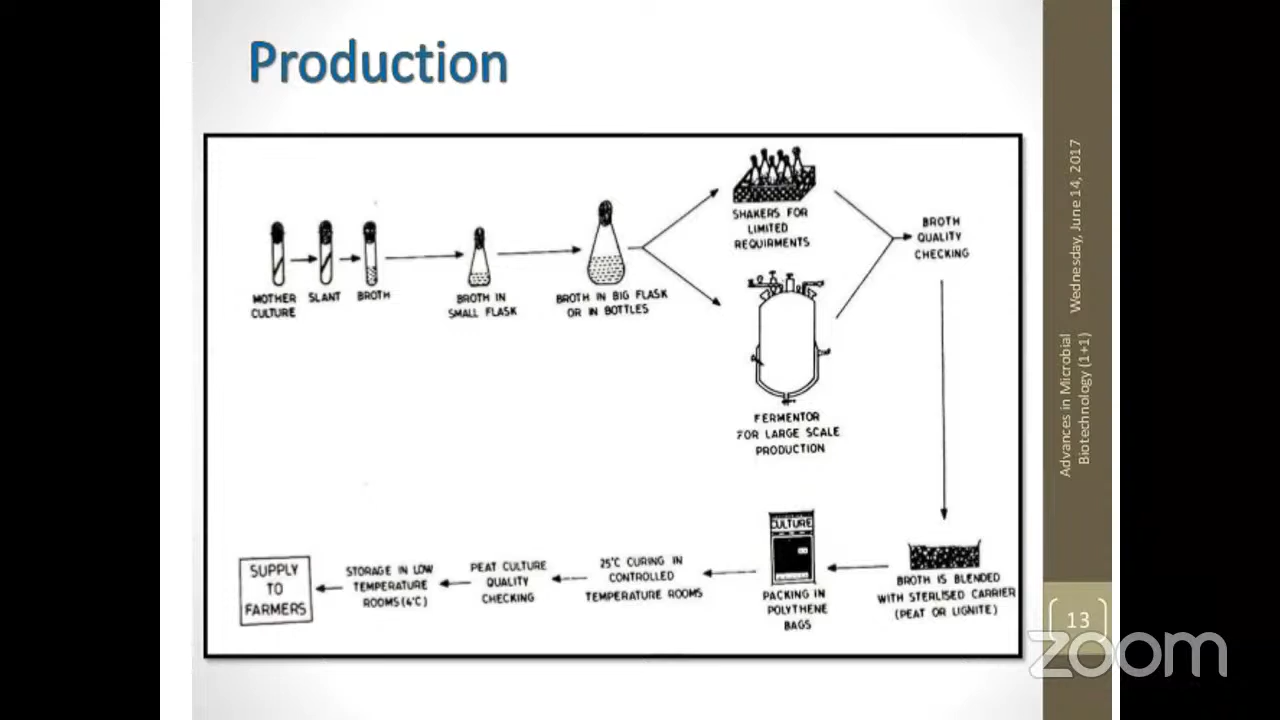 Production
MOTHER
CULTURE
SLANT
BROTH
BROTH IN
SMALL FLASK
BROTH IN BIG FLASK
OR IN BOTTLES
SHAKERS FOR
LIMITED
REQUIRMENTS
FERMENTOR
FOR LARGE SCALE
PRODUCTION
BROTH
QUALITY
CHECKING
BROTH IS BLENDED
WITH STERILISED CARRIER
(PEAT OR LIGNITE)
CULTURE
PACKING IN
POLYTHENE
BAGS
25°C CURING IN
CONTROLLED
TEMPERATURE ROOMS
PEAT CULTURE
QUALITY
CHECKING
STORAGE IN LOW
TEMPERATURE
ROOMS (4°C)
SUPPLY
TO
FARMERS
Wednesday, June 14, 2017
Advances in Microbial
Biotechnology (1+1)
13
zoom